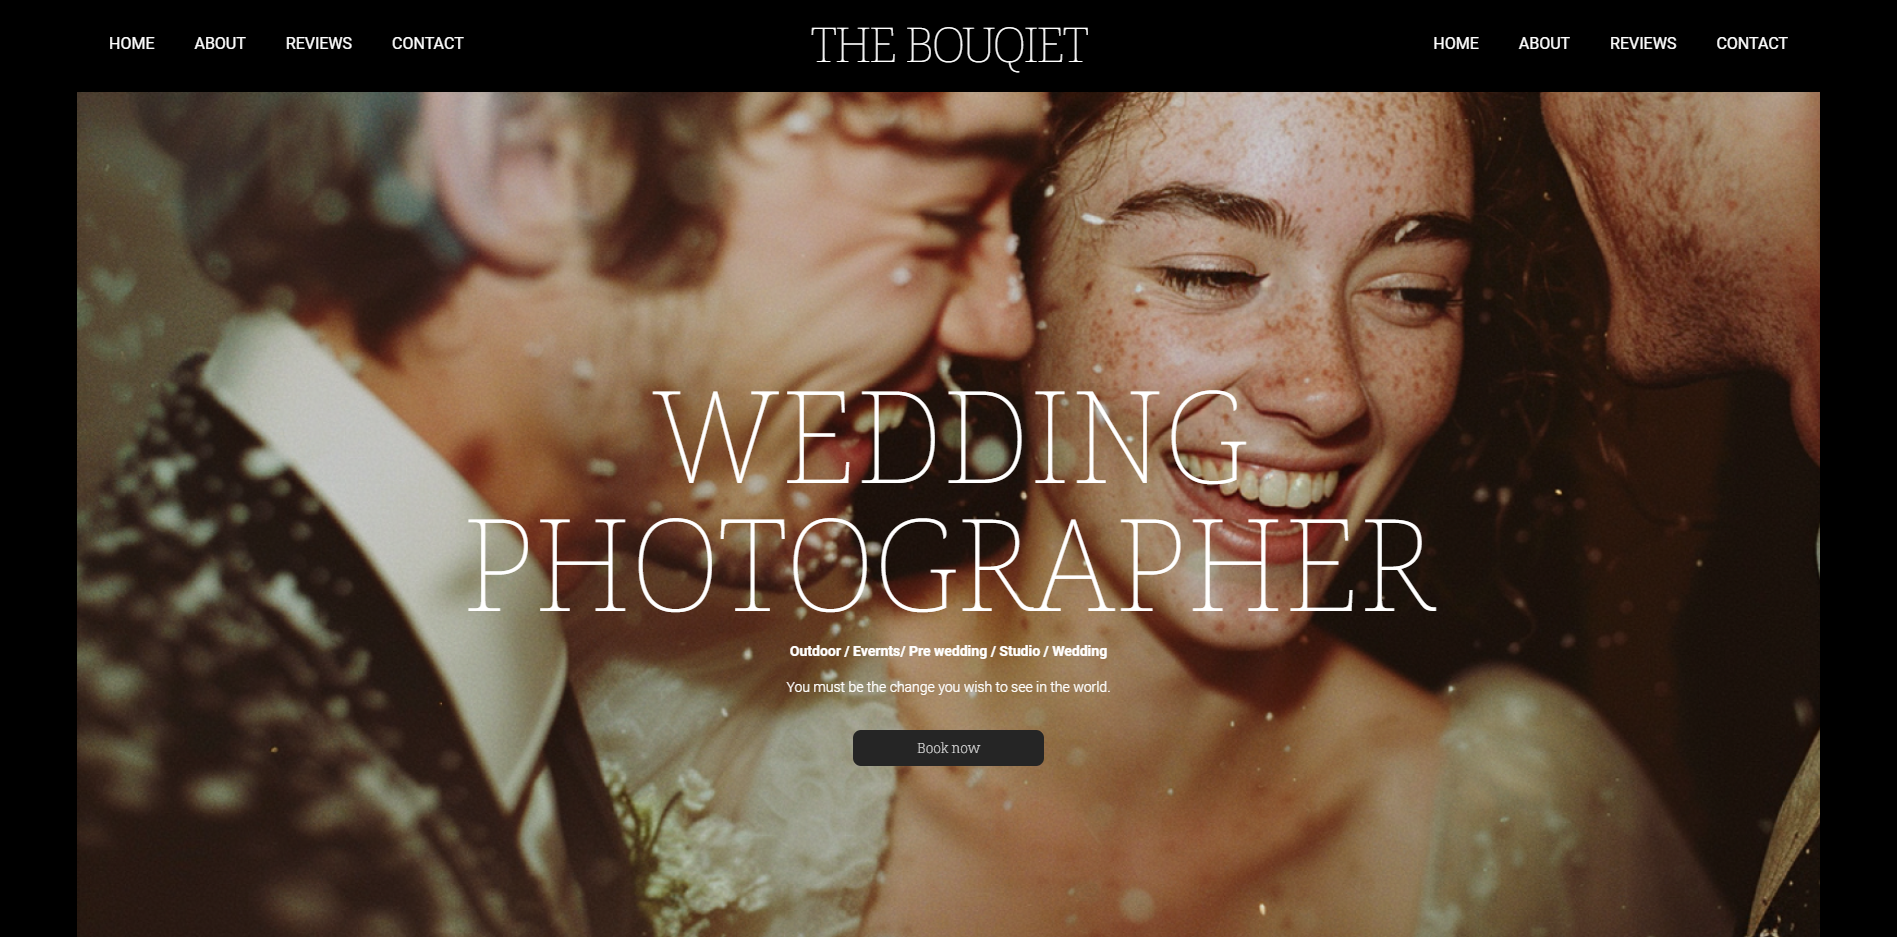 HOME ABOUT REVIEWS CONTACT THE BOUQIET HOME ABOUT REVIEWS CONTACT
WEDDING
PHOTOGRAPHER
Outdoor / Evernts/ Pre wedding / Studio / Wedding
You must be the change you wish to see in the world.
Book now